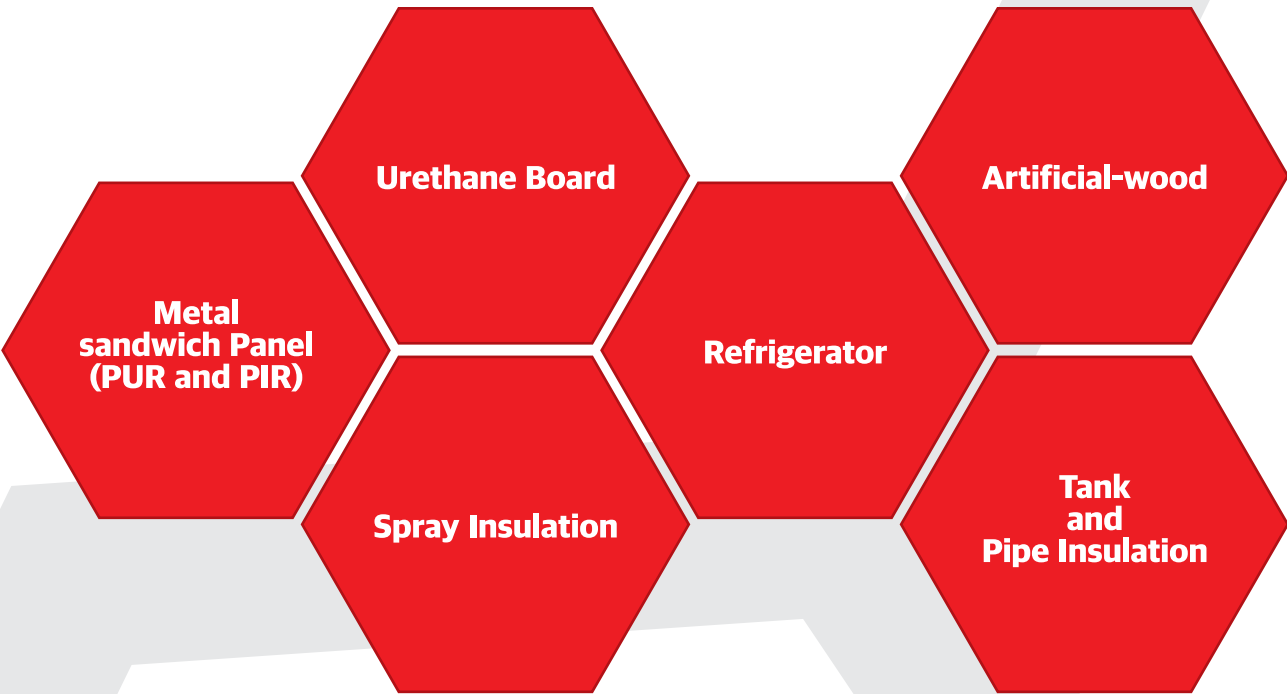 Urethane Board
Artificial-wood
Metal
sandwich Panel
(PUR and PIR)
Refrigerator
Spray Insulation
Tank
and
Pipe Insulation